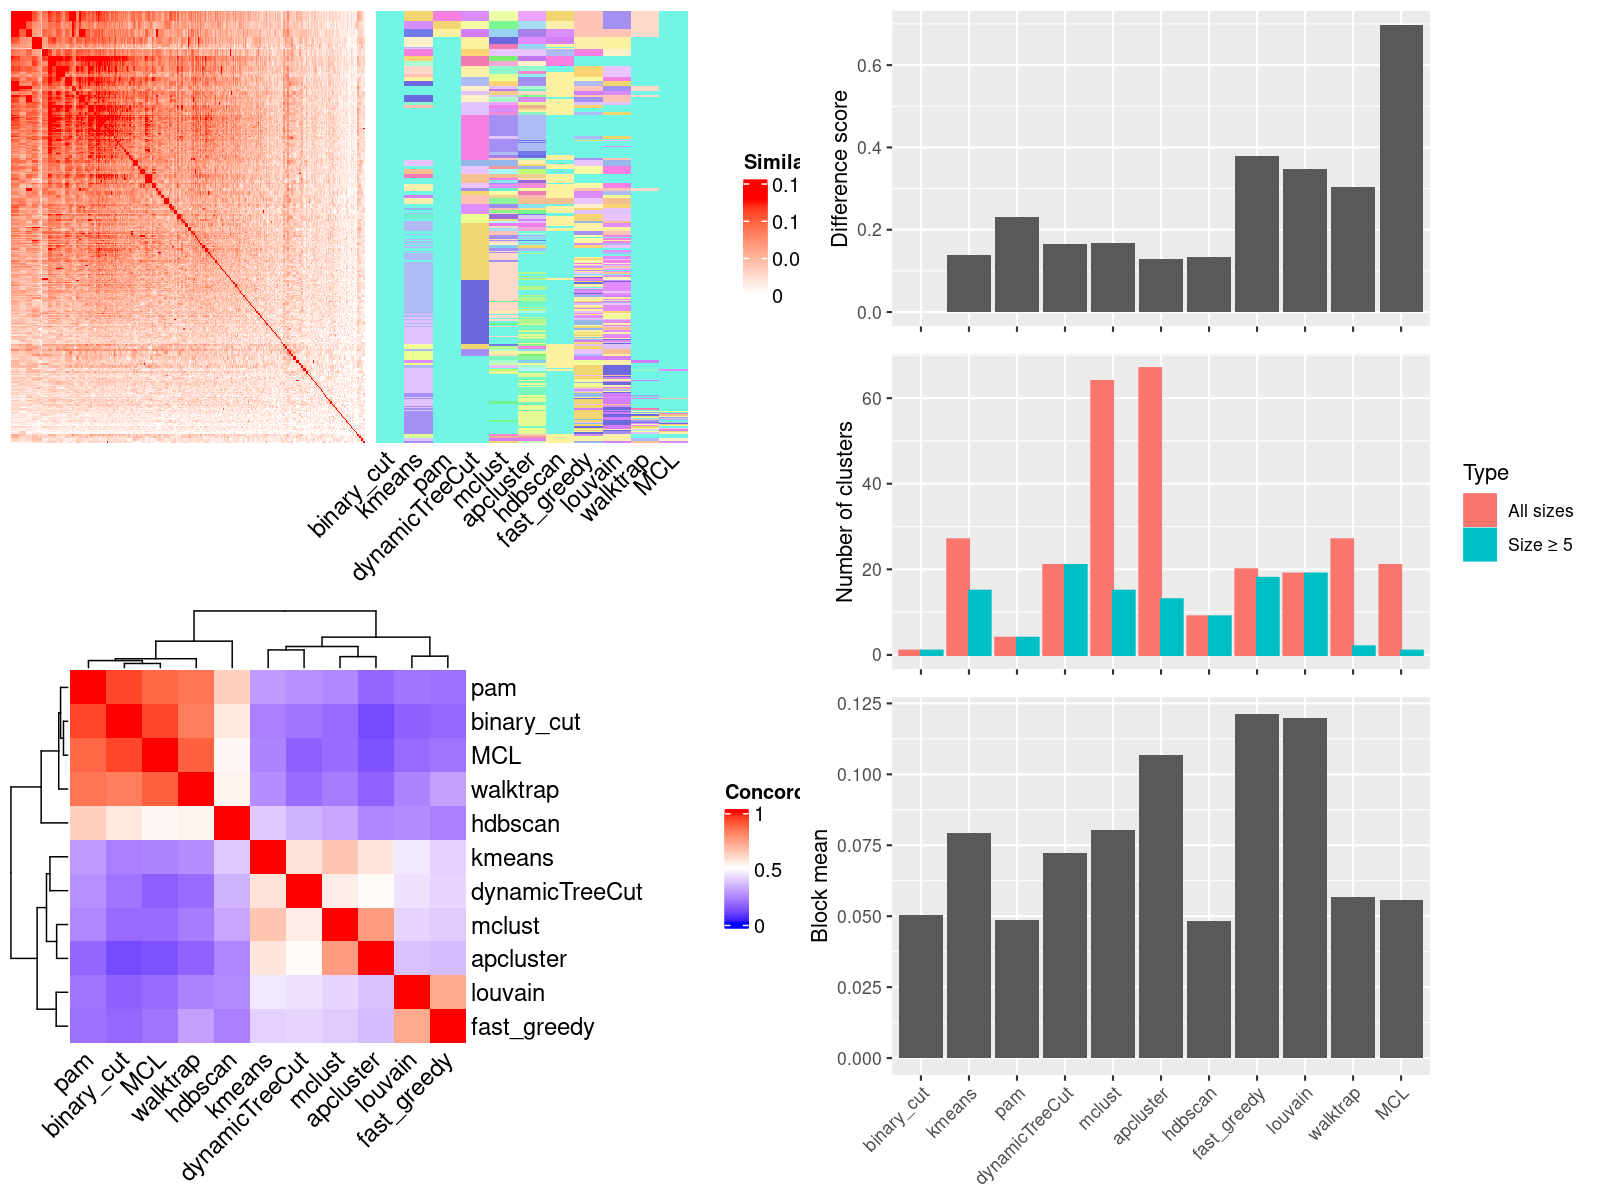 Simila
0.1
0.1
0.0
0
binary_cut
kmeans
pam
dynamicTreeCut
mclust
apcluster
hdbscan
fast_greedy
louvain
walktrap
MCL
pam
binary_cut
MCL
walktrap
hdbscan
kmeans
dynamicTreeCut
mclust
apcluster
louvain
fast_greedy
pam
binary_cut
MCL
walktrap
hdbscan
kmeans
dynamicTreeCut
mclust
apcluster
louvain
fast_greedy
Concord
1
0.5
0
Difference score
0.6
0.4
0.2
0.0
Number of clusters
60
40
20
0
Type
All sizes
Size ≥ 5
Block mean
0.125
0.100
0.075
0.050
0.025
0.000
binary_cut
kmeans
pam
dynamicTreeCut
mclust
apcluster
hdbscan
fast_greedy
louvain
walktrap
MCL